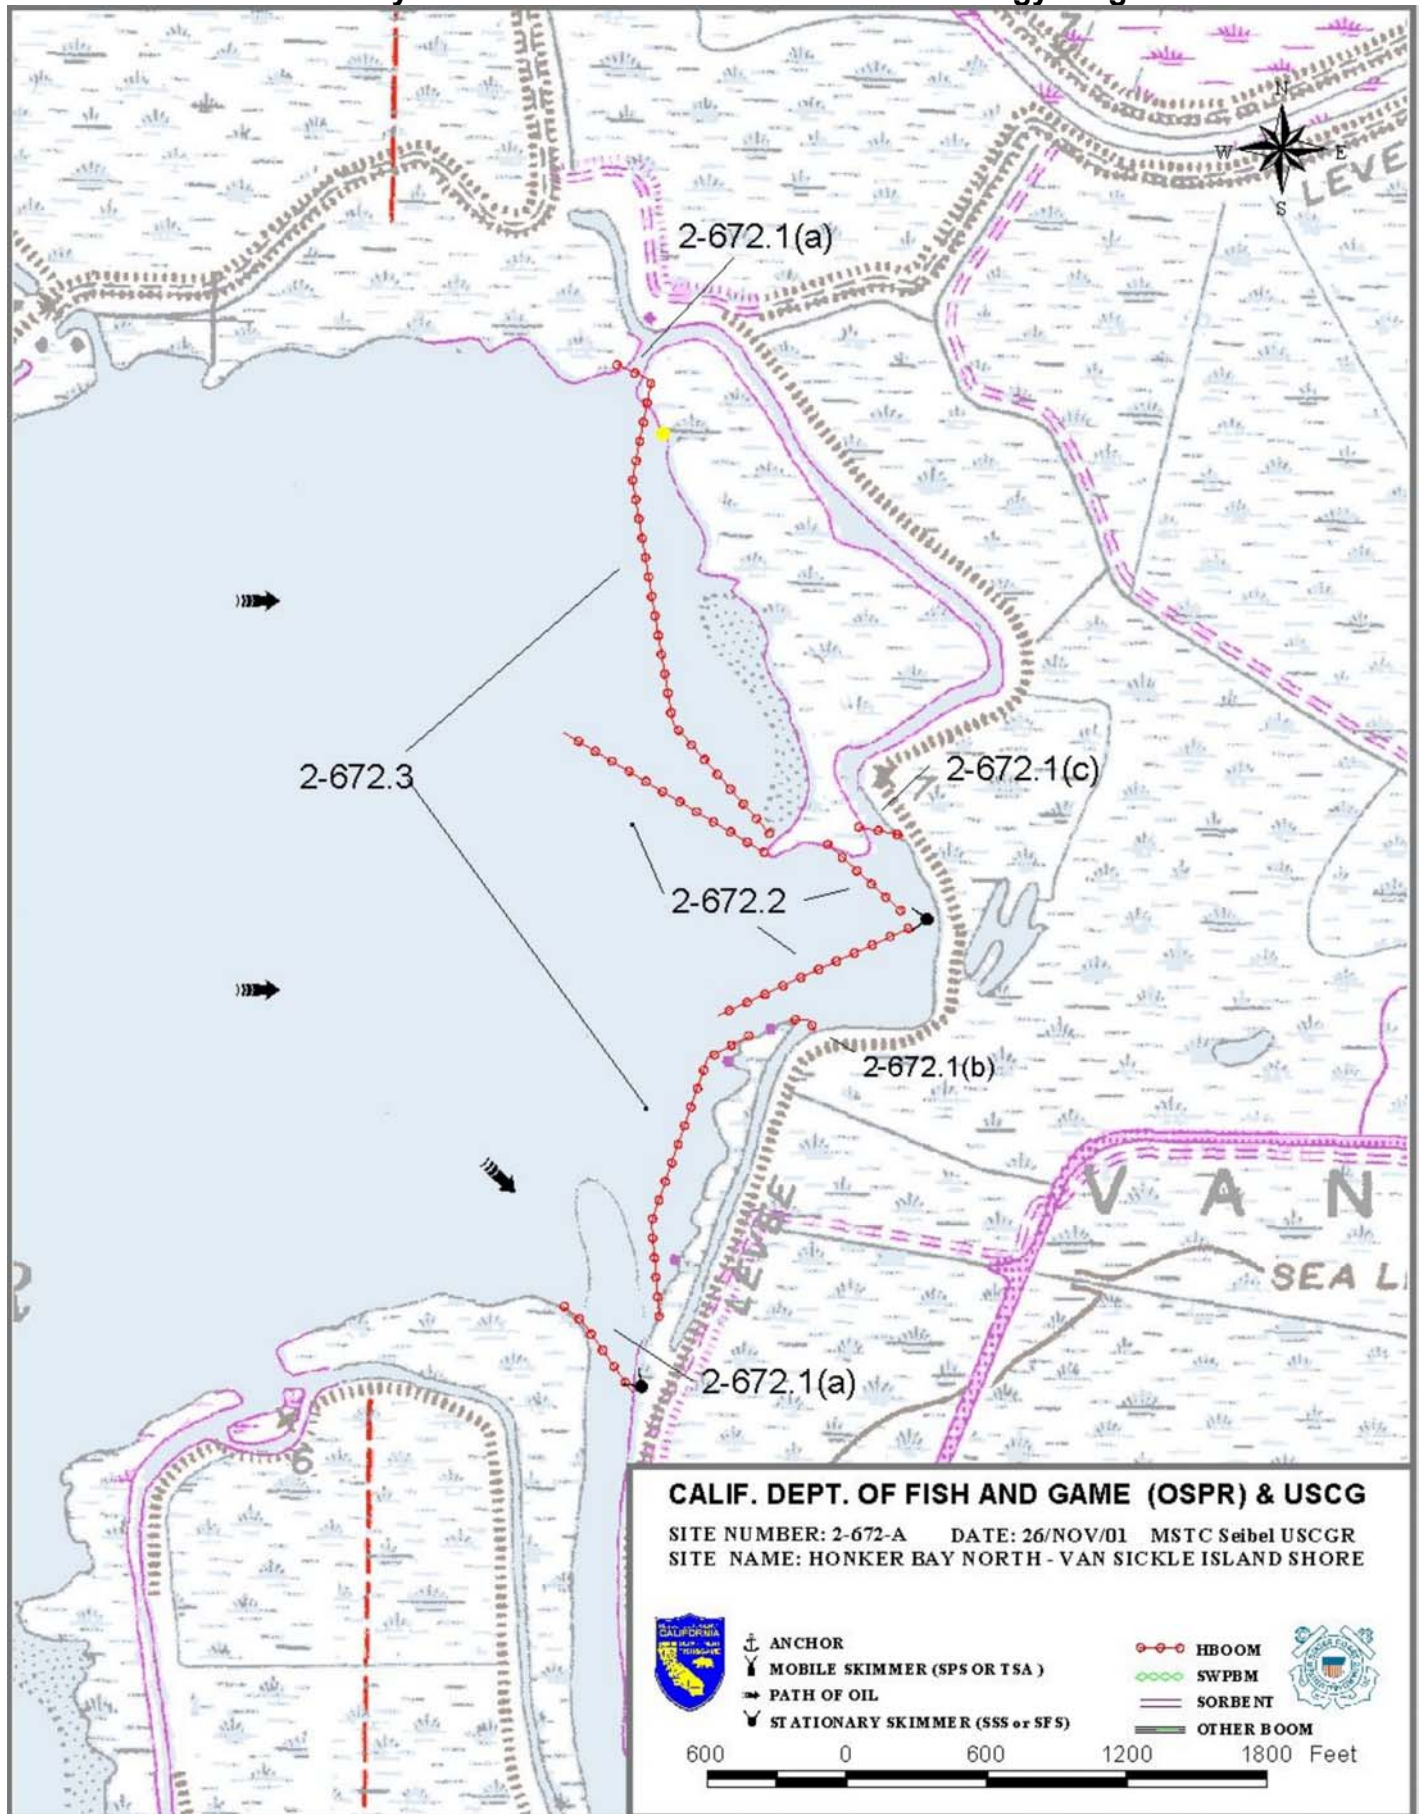 N
W E
S
LEVE
2-672.1(a)
7
2-672.1(c)
2-672.3
2-672.2
2-672.1(b)
LEVEE
V A N
SEA L
2-672.1(a)
6
CALIF. DEPT. OF FISH AND GAME (OSPR) & USCG
SITE NUMBER: 2-672-A DATE: 26/NOV/01 MSTC Seibel USCGR
SITE NAME: HONKER BAY NORTH - VAN SICKLE ISLAND SHORE
CALIFORNIA
ANCHOR
MOBILE SKIMMER (SPS OR TSA )
PATH OF OIL
STATIONARY SKIMMER (SSS or SFS)
HBOOM
SWPBM
SORBENT
OTHER BOOM
600 0 600 1200 1800 Feet